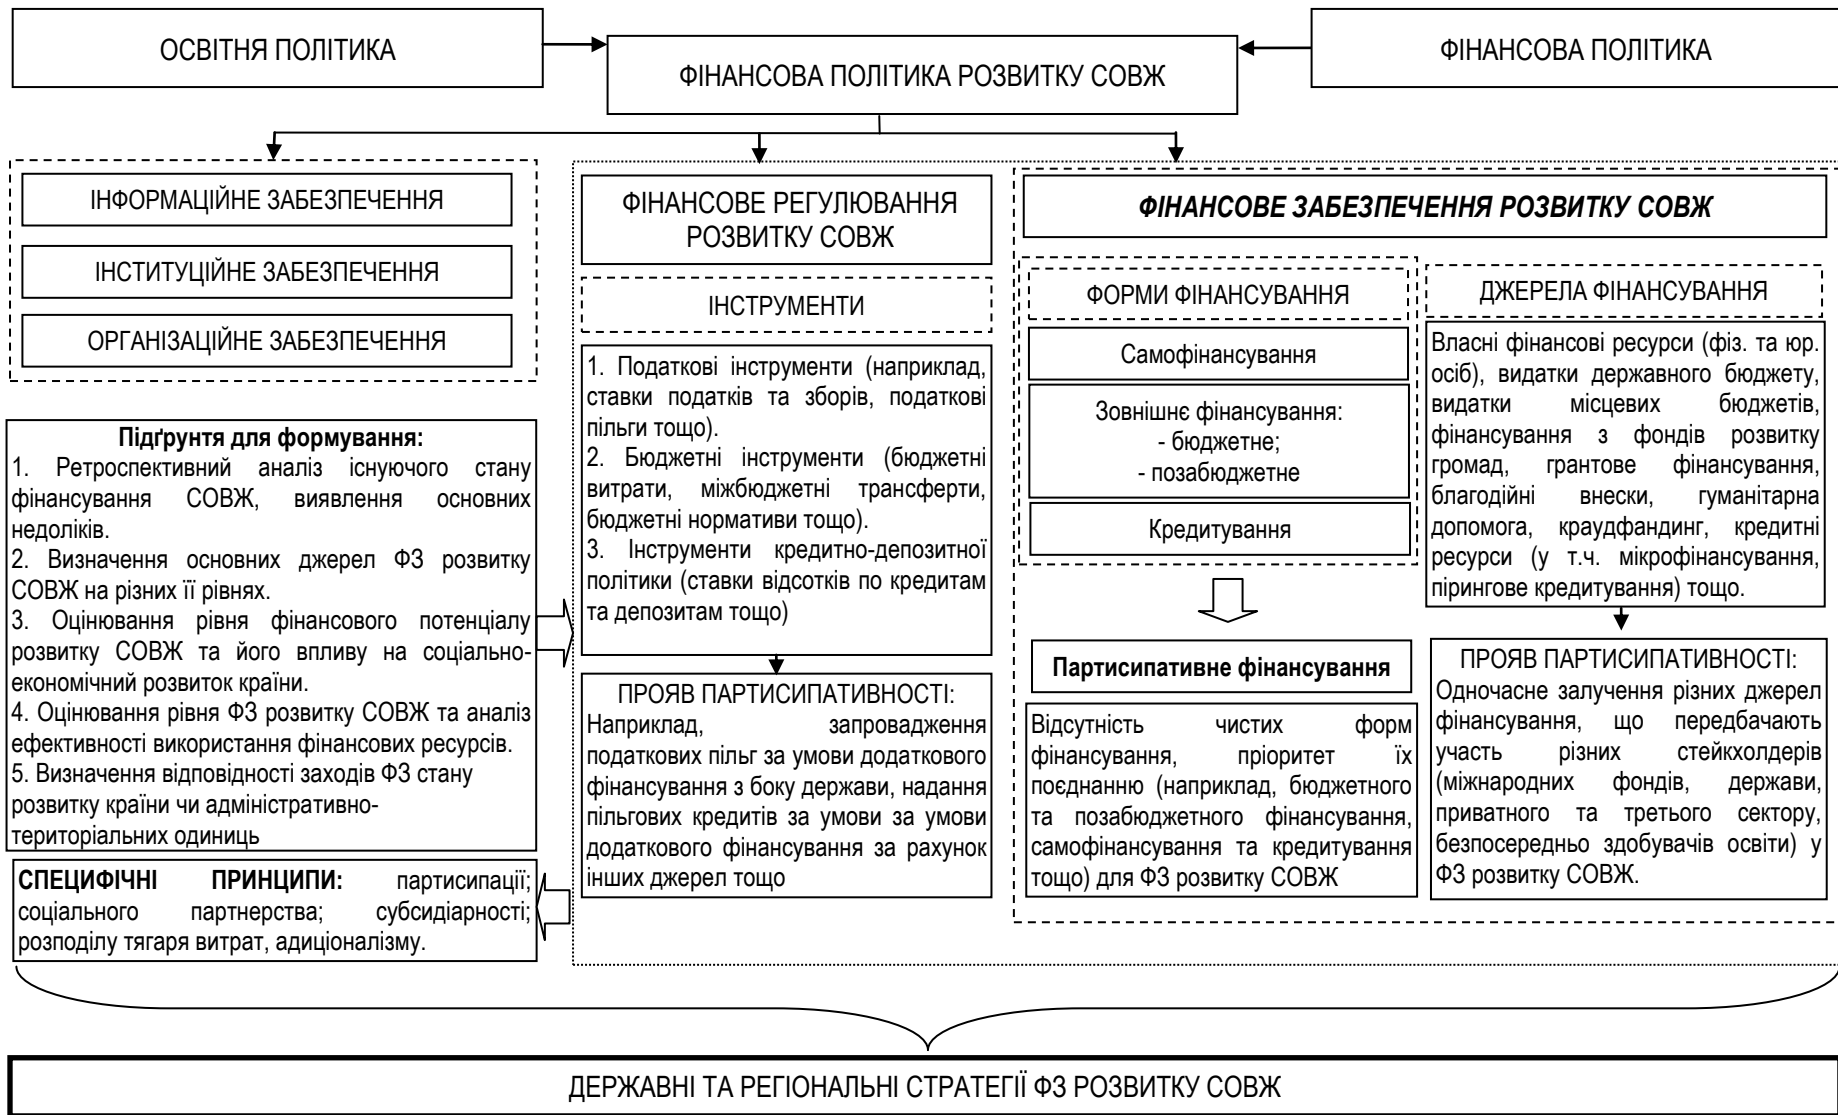 ОСВІТНЯ ПОЛІТИКА
ФІНАНСОВА ПОЛІТИКА РОЗВИТКУ СОВЖ
ФІНАНСОВА ПОЛІТИКА
ІНФОРМАЦІЙНЕ ЗАБЕЗПЕЧЕННЯ
ІНСТИТУЦІЙНЕ ЗАБЕЗПЕЧЕННЯ
ОРГАНІЗАЦІЙНЕ ЗАБЕЗПЕЧЕННЯ
Підґрунтя для формування:
1. Ретроспективний аналіз існуючого стану
фінансування СОВЖ, виявлення основних
недоліків.
2. Визначення основних джерел ФЗ розвитку
СОВЖ на різних її рівнях.
3. Оцінювання рівня фінансового потенціалу
розвитку СОВЖ та його впливу на соціально-
економічний розвиток країни.
4. Оцінювання рівня ФЗ розвитку СОВЖ та аналіз
ефективності використання фінансових ресурсів.
5. Визначення відповідності заходів ФЗ стану
розвитку країни чи адміністративно-
територіальних одиниць
СПЕЦИФІЧНІ ПРИНЦИПИ: партисипації;
соціального партнерства; субсидіарності;
розподілу тягаря витрат, адиціоналізму.
ФІНАНСОВЕ РЕГУЛЮВАННЯ
РОЗВИТКУ СОВЖ
ІНСТРУМЕНТИ
1. Податкові інструменти (наприклад,
ставки податків та зборів, податкові
пільги тощо).
2. Бюджетні інструменти (бюджетні
витрати, міжбюджетні трансферти,
бюджетні нормативи тощо).
3. Інструменти кредитно-депозитної
політики (ставки відсотків по кредитам
та депозитам тощо)
ПРОЯВ ПАРТИСИПАТИВНОСТІ:
Наприклад, запровадження
податкових пільг за умови додаткового
фінансування з боку держави, надання
пільгових кредитів за умови за умови
додаткового фінансування за рахунок
інших джерел тощо
ФІНАНСОВЕ ЗАБЕЗПЕЧЕННЯ РОЗВИТКУ СОВЖ
ФОРМИ ФІНАНСУВАННЯ
Самофінансування
Зовнішнє фінансування:
- бюджетне;
- позабюджетне
Кредитування
Партисипативне фінансування
Відсутність чистих форм
фінансування, пріоритет їх
поєднанню (наприклад, бюджетного
та позабюджетного фінансування,
самофінансування та кредитування
тощо) для ФЗ розвитку СОВЖ
ДЖЕРЕЛА ФІНАНСУВАННЯ
Власні фінансові ресурси (фіз. та юр.
осіб), видатки державного бюджету,
видатки місцевих бюджетів,
фінансування з фондів розвитку
громад, грантове фінансування,
благодійні внески, гуманітарна
допомога, краудфандинг, кредитні
ресурси (у т.ч. мікрофінансування,
пірингове кредитування) тощо.
ПРОЯВ ПАРТИСИПАТИВНОСТІ:
Одночасне залучення різних джерел
фінансування, що передбачають
участь різних стейкхолдерів
(міжнародних фондів, держави,
приватного та третього сектору,
безпосередньо здобувачів освіти) у
ФЗ розвитку СОВЖ.
ДЕРЖАВНІ ТА РЕГІОНАЛЬНІ СТРАТЕГІЇ ФЗ РОЗВИТКУ СОВЖ